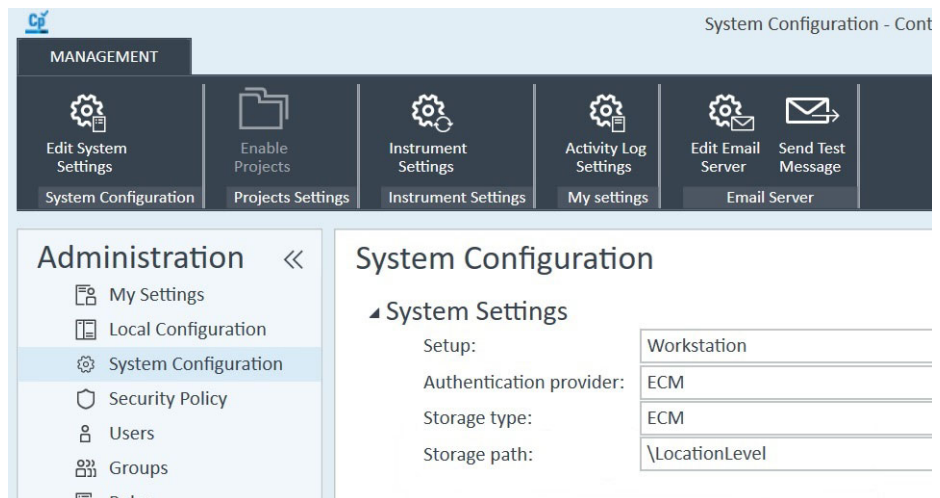 Cp
System Configuration - Cont
MANAGEMENT
Edit System
Settings
Enable
Projects
Instrument
Settings
Activity Log
Settings
Edit Email
Server
Send Test
Message
System Configuration
Projects Settings
Instrument Settings
My settings
Email Server
Administration
My Settings
Local Configuration
System Configuration
Security Policy
Users
Groups
System Configuration
System Settings
Setup: Workstation
Authentication provider: ECM
Storage type: ECM
Storage path: \LocationLevel